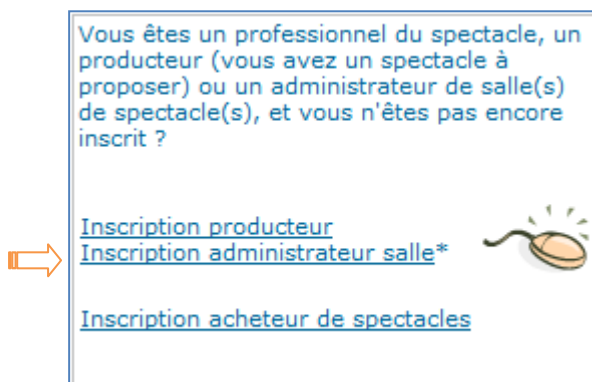 Vous êtes un professionnel du spectacle, un
producteur (vous avez un spectacle à
proposer) ou un administrateur de salle(s)
de spectacle(s), et vous n'êtes pas encore
inscrit ?
Inscription producteur
Inscription administrateur salle*
Inscription acheteur de spectacles